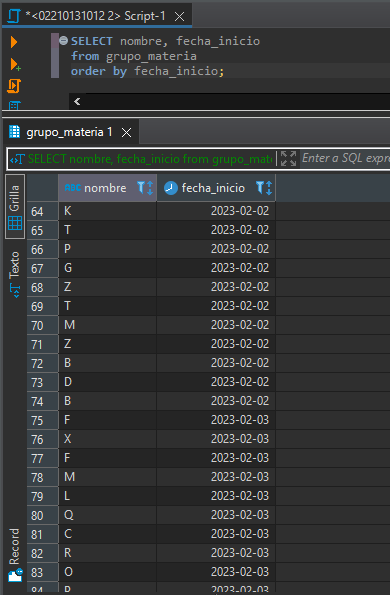 *<02210131012 2> Script-1
SELECT nombre, fecha_inicio
from grupo_materia
order by fecha_inicio;
grupo_materia 1
SELECT nombre, fecha_inicio from grupo_mate
Enter a SQL expre
Grilla
Texto
Record
nombre fecha_inicio
64 K 2023-02-02
65 T 2023-02-02
66 P 2023-02-02
67 G 2023-02-02
68 Z 2023-02-02
69 T 2023-02-02
70 M 2023-02-02
71 Z 2023-02-02
72 B 2023-02-02
73 D 2023-02-02
74 B 2023-02-02
75 F 2023-02-03
76 X 2023-02-03
77 F 2023-02-03
78 M 2023-02-03
79 L 2023-02-03
80 Q 2023-02-03
81 C 2023-02-03
82 R 2023-02-03
83 O 2023-02-03